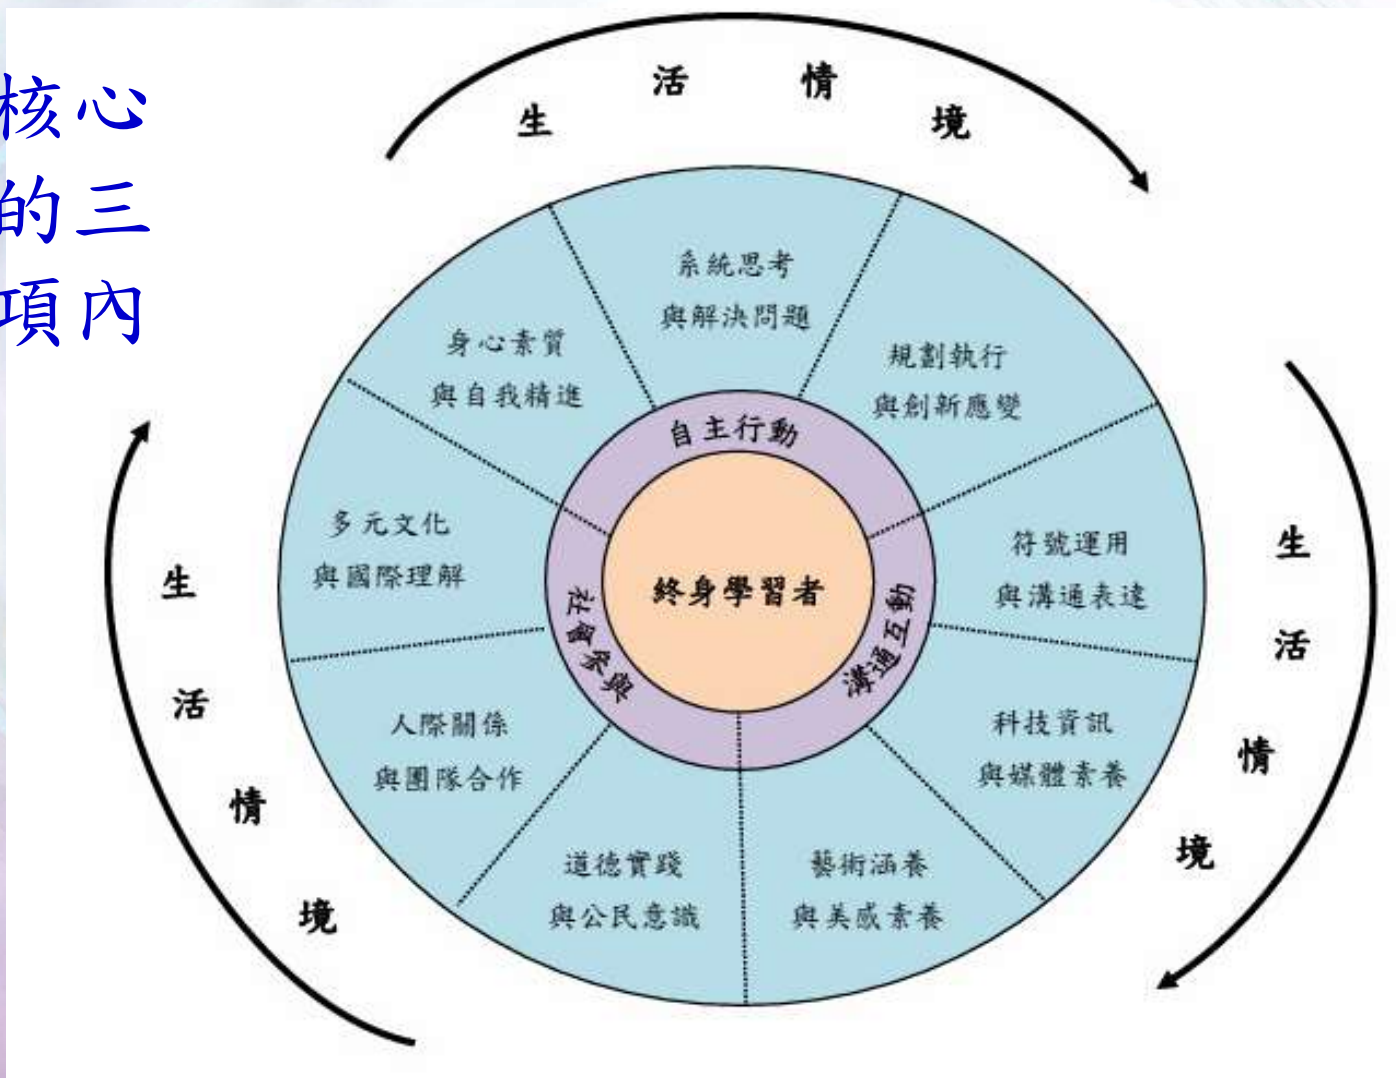 核心
的三
項內
生活情境
系統思考
與解決問題
身心素質
與自我精進
規劃執行
與創新應變
自主行動
多元文化
與國際理解
符號運用
與溝通表達
終身學習者
社會參與
溝通互動
生活情境
生活情境
人際關係
與團隊合作
科技資訊
與媒體素養
道德實踐
與公民意識
藝術涵養
與美感素養